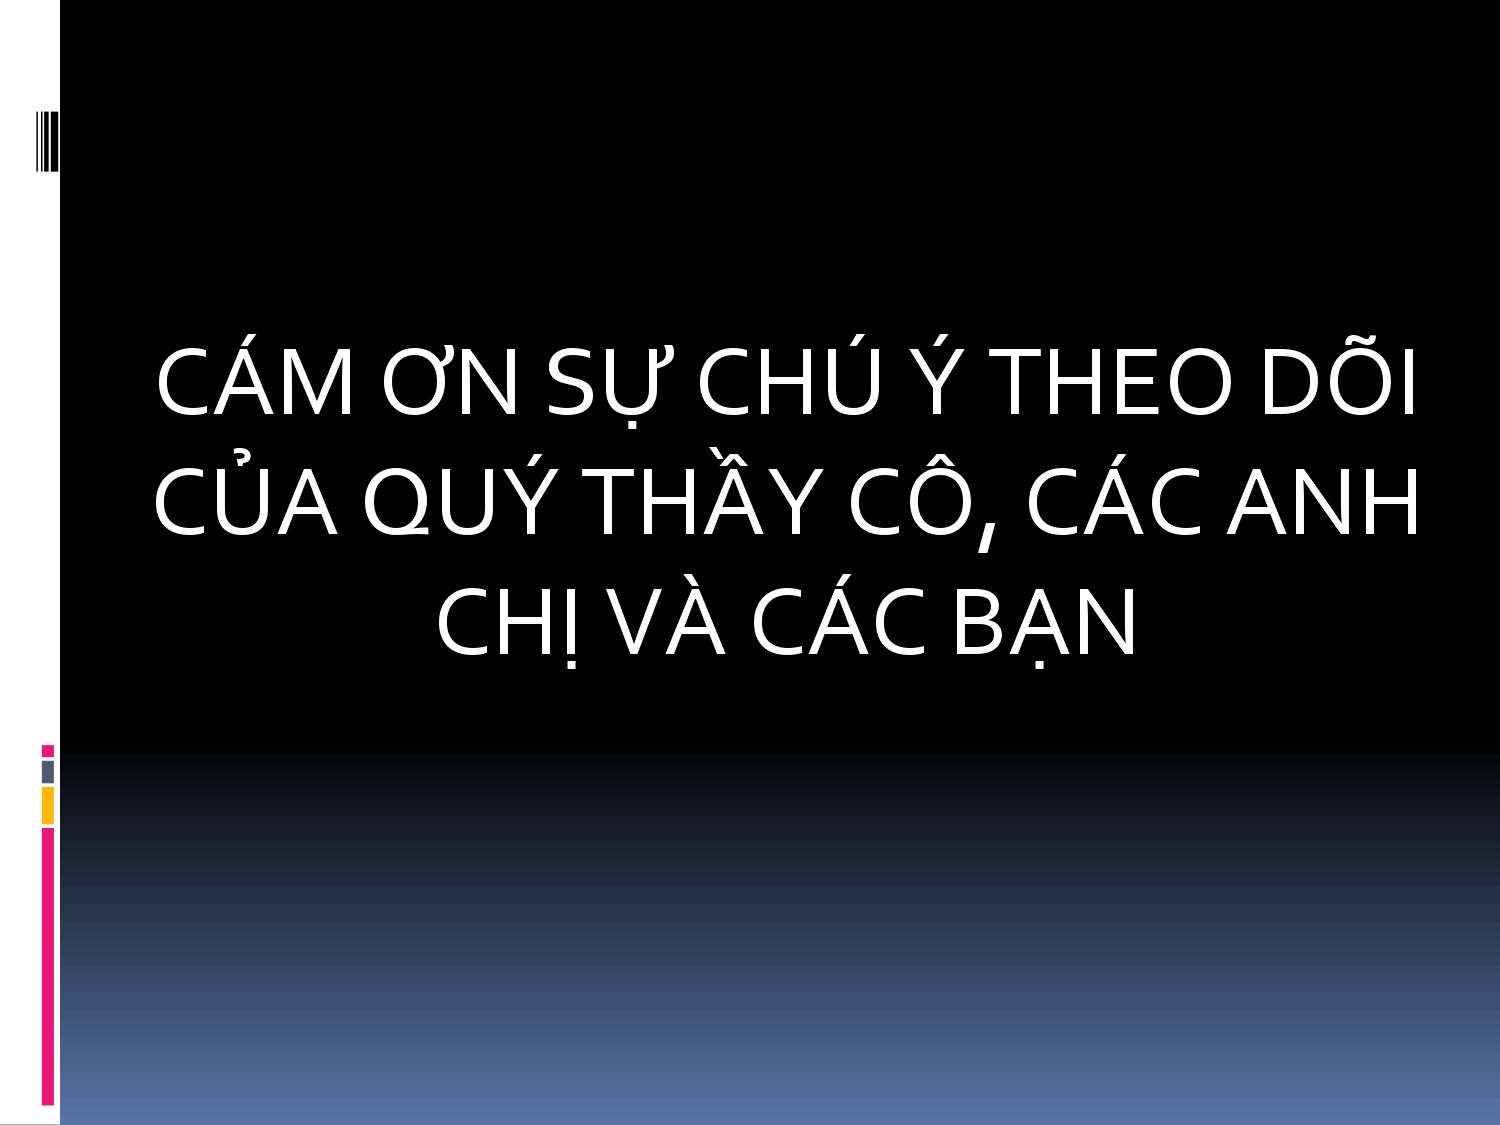 CÁM ƠN SỰ CHÚ Ý THEO DÕI
CỦA QUÝ THẦY CÔ, CÁC ANH
CHỊ VÀ CÁC BẠN